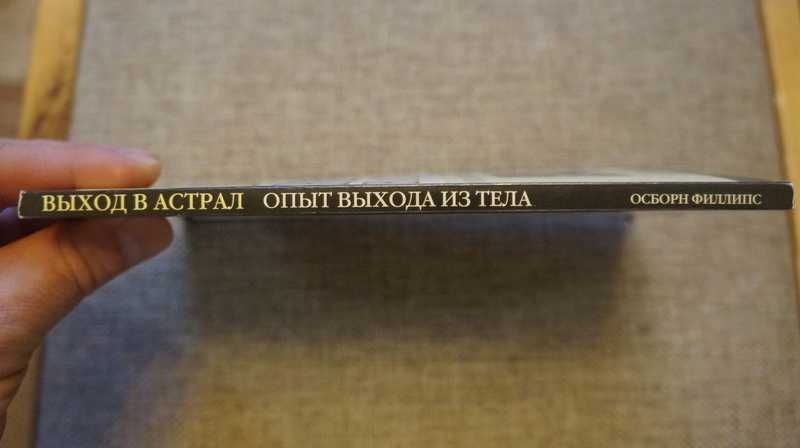 ВЫХОД В АСТРАЛ ОПЫТ ВЫХОДА ИЗ ТЕЛА ОСБОРН ФИЛЛИПС